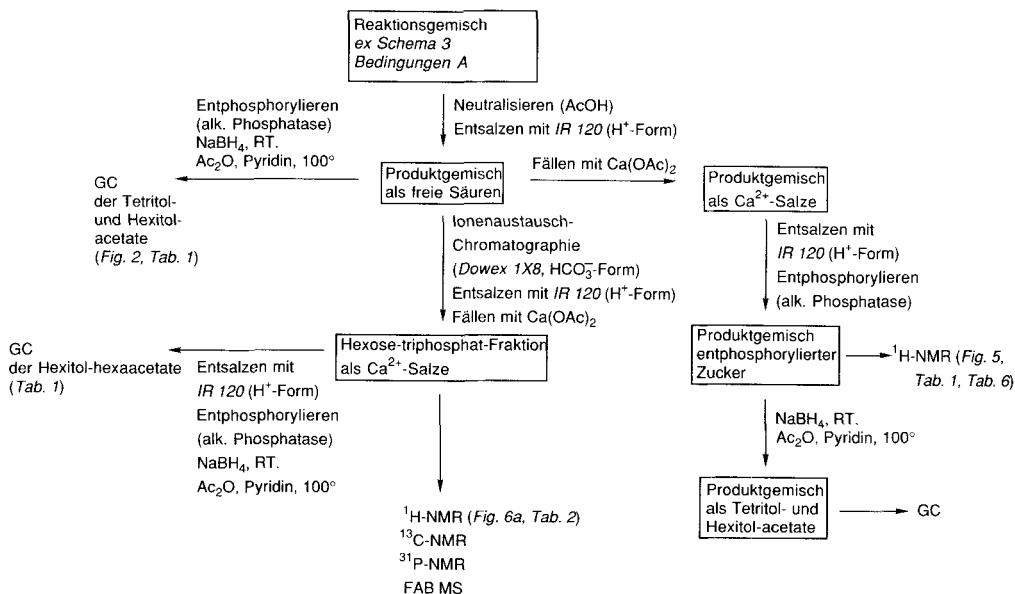 Reaktionsgemisch
ex Schema 3
Bedingungen A
Entphosphorylieren
(alk. Phosphatase)
NaBH₄, RT.
Ac₂O, Pyridin, 100°
Neutralisieren (AcOH)
Entsalzen mit IR 120 (H⁺-Form)
GC
der Tetritol-
und Hexitol-
acetate
(Fig. 2, Tab. 1)
Produktgemisch
als freie Säuren
Fällen mit Ca(OAc)₂
Produktgemisch
als Ca²⁺-Salze
Ionenaustausch-
Chromatographie
(Dowex 1X8, HCO₃⁻-Form)
Entsalzen mit IR 120 (H⁺-Form)
Fällen mit Ca(OAc)₂
Entsalzen mit
IR 120 (H⁺-Form)
Entphosphorylieren
(alk. Phosphatase)
GC
der Hexitol-hexaacetate
(Tab. 1)
Hexose-triphosphat-Fraktion
als Ca²⁺-Salze
Entsalzen mit
IR 120 (H⁺-Form)
Entphosphorylieren
(alk. Phosphatase)
NaBH₄, RT.
Ac₂O, Pyridin, 100°
Produktgemisch
entphosphorylierter
Zucker
¹H-NMR (Fig. 5,
Tab. 1, Tab. 6)
NaBH₄, RT.
Ac₂O, Pyridin, 100°
¹H-NMR (Fig. 6a, Tab. 2)
¹³C-NMR
³¹P-NMR
FAB MS
Produktgemisch
als Tetritol- und
Hexitol-acetate
GC